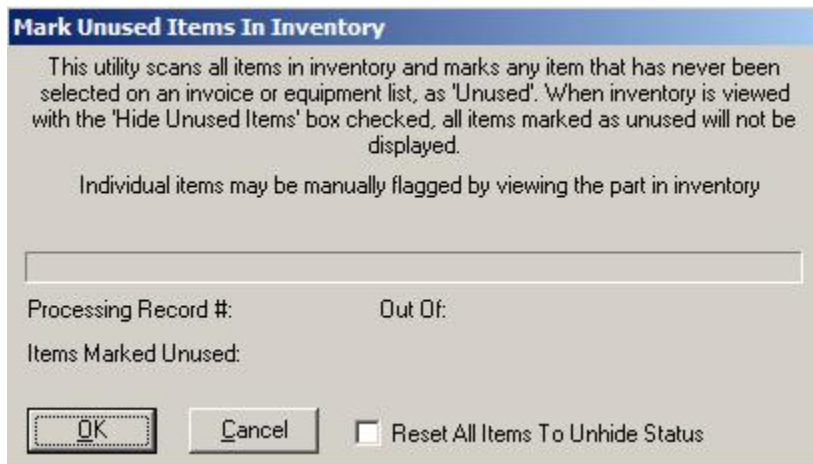 Mark Unused Items In Inventory
This utility scans all items in inventory and marks any item that has never been
selected on an invoice or equipment list, as 'Unused'. When inventory is viewed
with the 'Hide Unused Items' box checked, all items marked as unused will not be
displayed.
Individual items may be manually flagged by viewing the part in inventory
Processing Record #: Out Of:
Items Marked Unused:
OK Cancel Reset All Items To Unhide Status